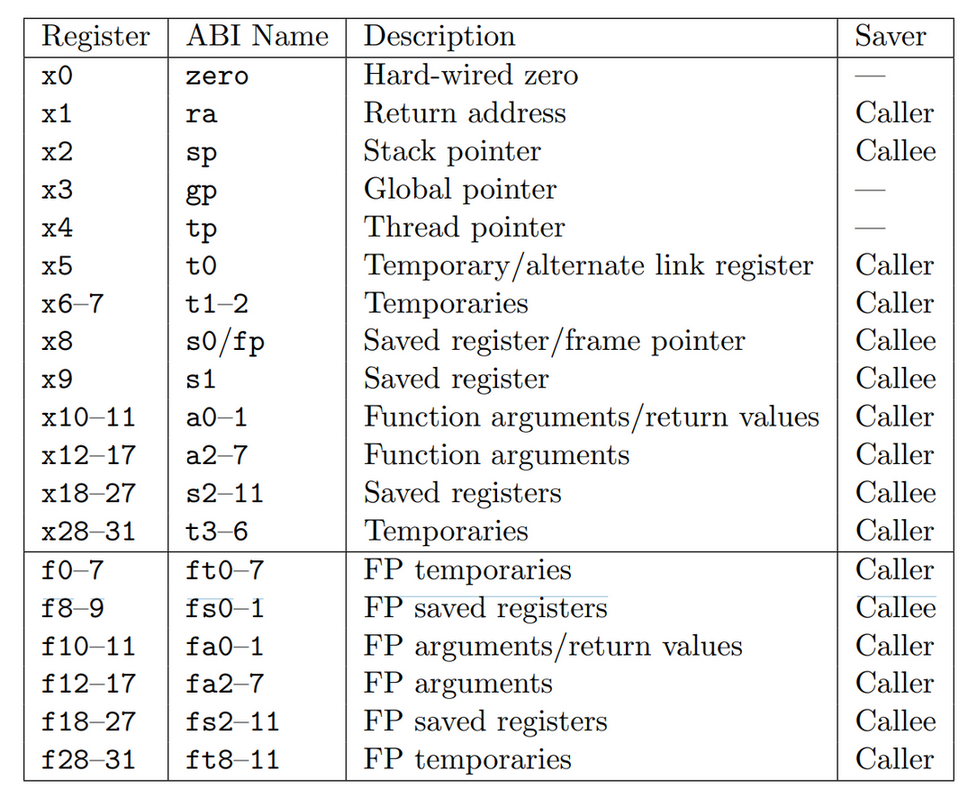 Register ABI Name Description Saver
x0 zero Hard-wired zero —
x1 ra Return address Caller
x2 sp Stack pointer Callee
x3 gp Global pointer —
x4 tp Thread pointer —
x5 t0 Temporary/alternate link register Caller
x6–7 t1–2 Temporaries Caller
x8 s0/fp Saved register/frame pointer Callee
x9 s1 Saved register Callee
x10–11 a0–1 Function arguments/return values Caller
x12–17 a2–7 Function arguments Caller
x18–27 s2–11 Saved registers Callee
x28–31 t3–6 Temporaries Caller
f0–7 ft0–7 FP temporaries Caller
f8–9 fs0–1 FP saved registers Callee
f10–11 fa0–1 FP arguments/return values Caller
f12–17 fa2–7 FP arguments Caller
f18–27 fs2–11 FP saved registers Callee
f28–31 ft8–11 FP temporaries Caller